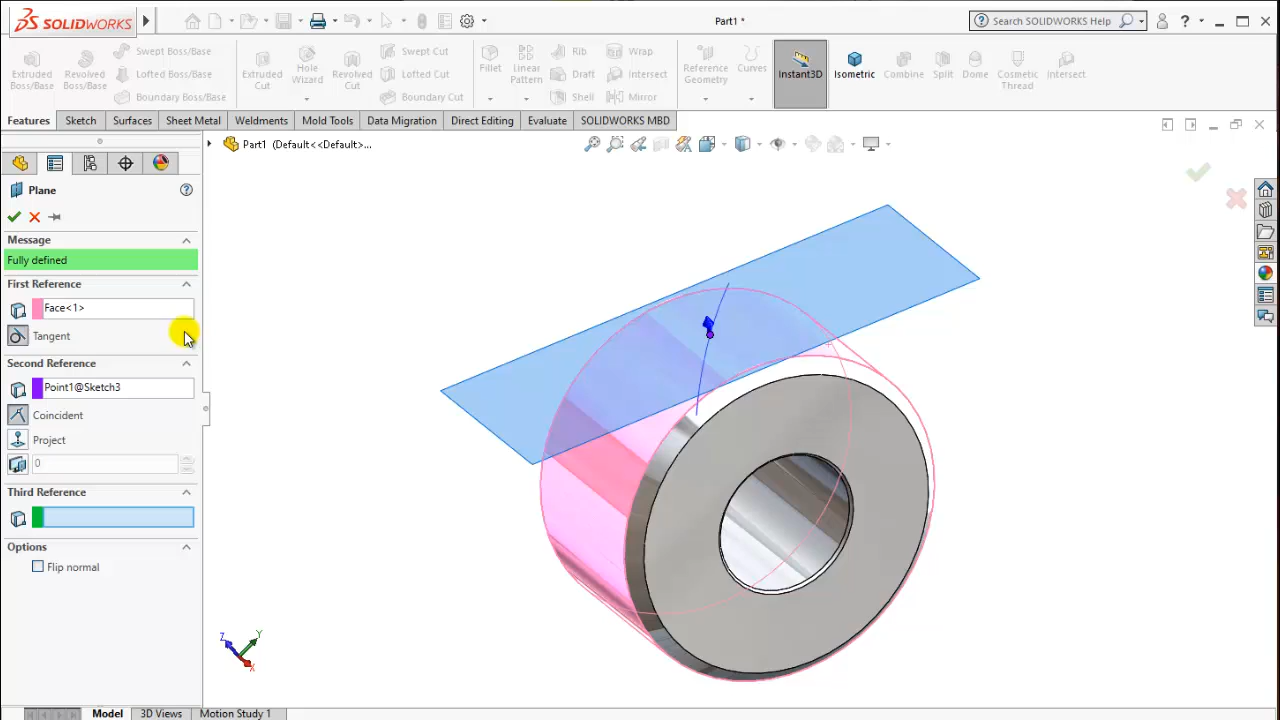 SOLIDWORKS
Part1 *
Search SOLIDWORKS Help
Extruded Boss/Base
Revolved Boss/Base
Swept Boss/Base
Lofted Boss/Base
Boundary Boss/Base
Extruded Cut
Hole Wizard
Revolved Cut
Swept Cut
Lofted Cut
Boundary Cut
Fillet
Linear Pattern
Rib
Draft
Shell
Wrap
Intersect
Mirror
Reference Geometry
Curves
Instant3D
Isometric
Combine
Split
Dome
Cosmetic Thread
Intersect
Features Sketch Surfaces Sheet Metal Weldments Mold Tools Data Migration Direct Editing Evaluate SOLIDWORKS MBD
Part1 (Default<<Default>...
Plane
Message
Fully defined
First Reference
Face<1>
Tangent
Second Reference
Point1@Sketch3
Coincident
Project
0
Third Reference
Options
Flip normal
Z
Y
X
Model 3D Views Motion Study 1